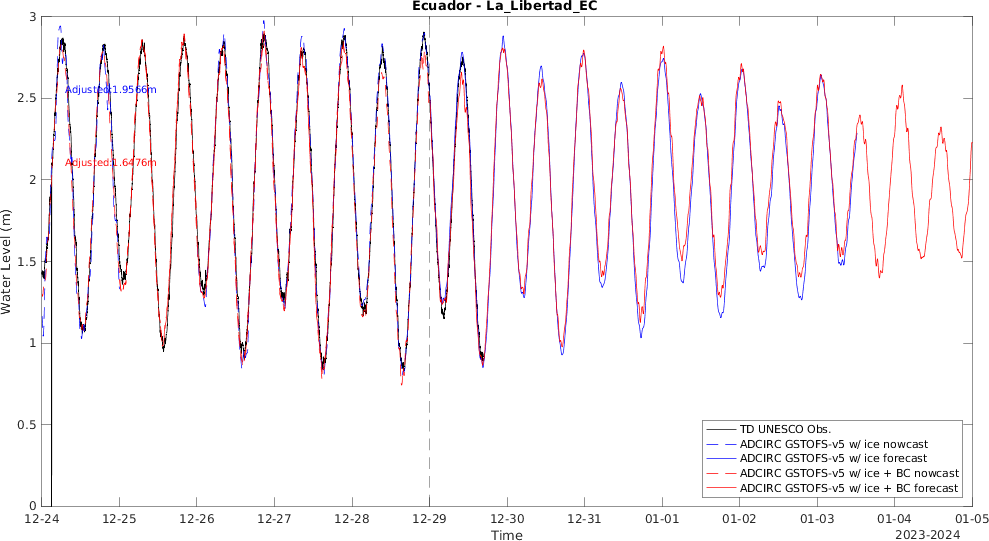 Ecuador - La_Libertad_EC
3
2.5
2
1.5
1
0.5
0
Water Level (m)
Adjusted:1.9566m
Adjusted:1.6476m
TD UNESCO Obs.
ADCIRC GSTOFS-v5 w/ ice nowcast
ADCIRC GSTOFS-v5 w/ ice forecast
ADCIRC GSTOFS-v5 w/ ice + BC nowcast
ADCIRC GSTOFS-v5 w/ ice + BC forecast
12-24 12-25 12-26 12-27 12-28 12-29 12-30 12-31 01-01 01-02 01-03 01-04 01-05
Time
2023-2024